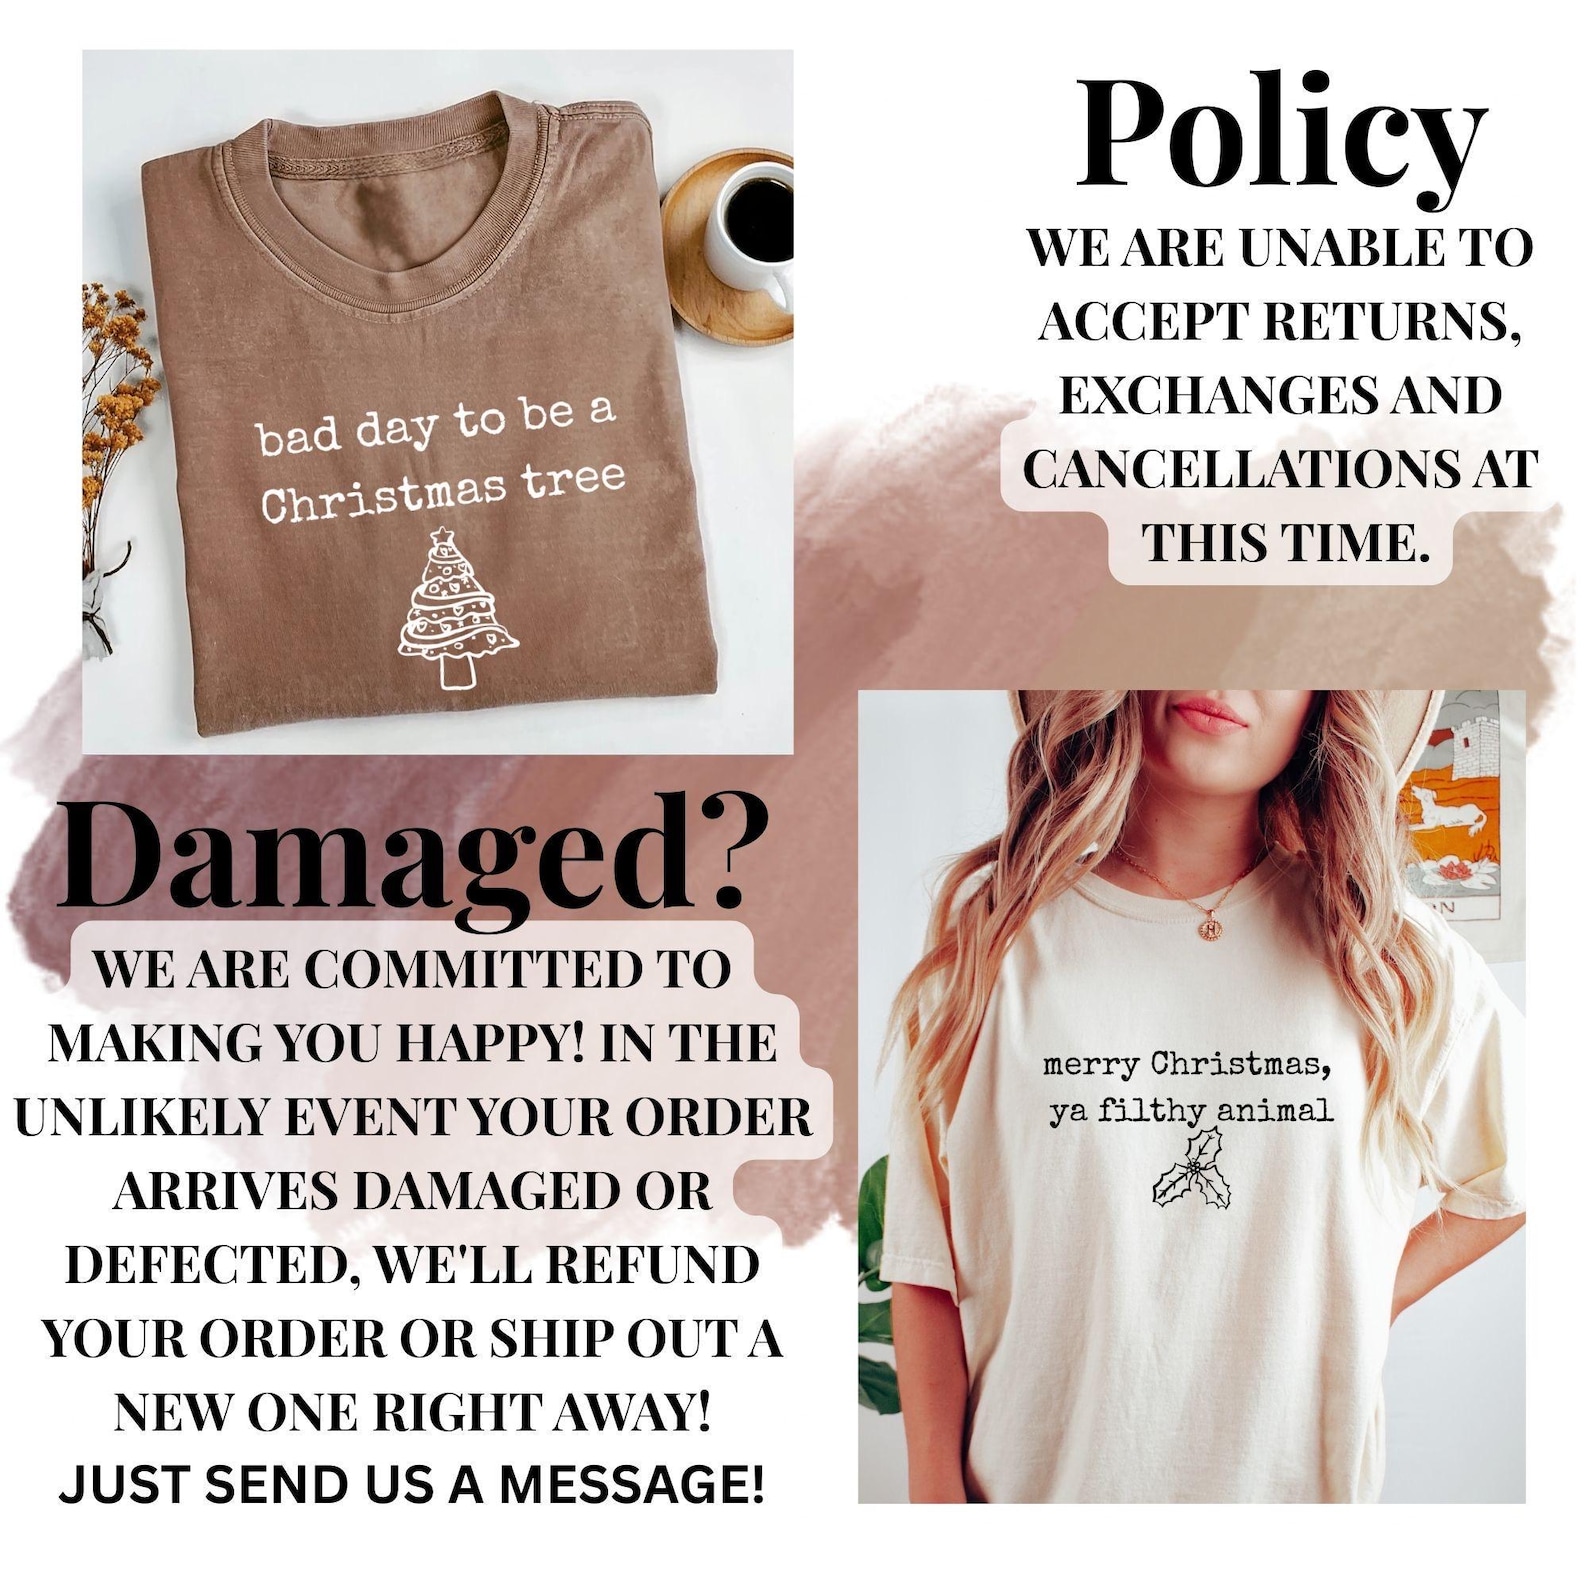 bad day to be a
Christmas tree
Policy
WE ARE UNABLE TO
ACCEPT RETURNS,
EXCHANGES AND
CANCELLATIONS AT
THIS TIME.
Damaged?
WE ARE COMMITTED TO
MAKING YOU HAPPY! IN THE
UNLIKELY EVENT YOUR ORDER
ARRIVES DAMAGED OR
DEFECTED, WE'LL REFUND
YOUR ORDER OR SHIP OUT A
NEW ONE RIGHT AWAY!
JUST SEND US A MESSAGE!
merry Christmas,
ya filthy animal
H